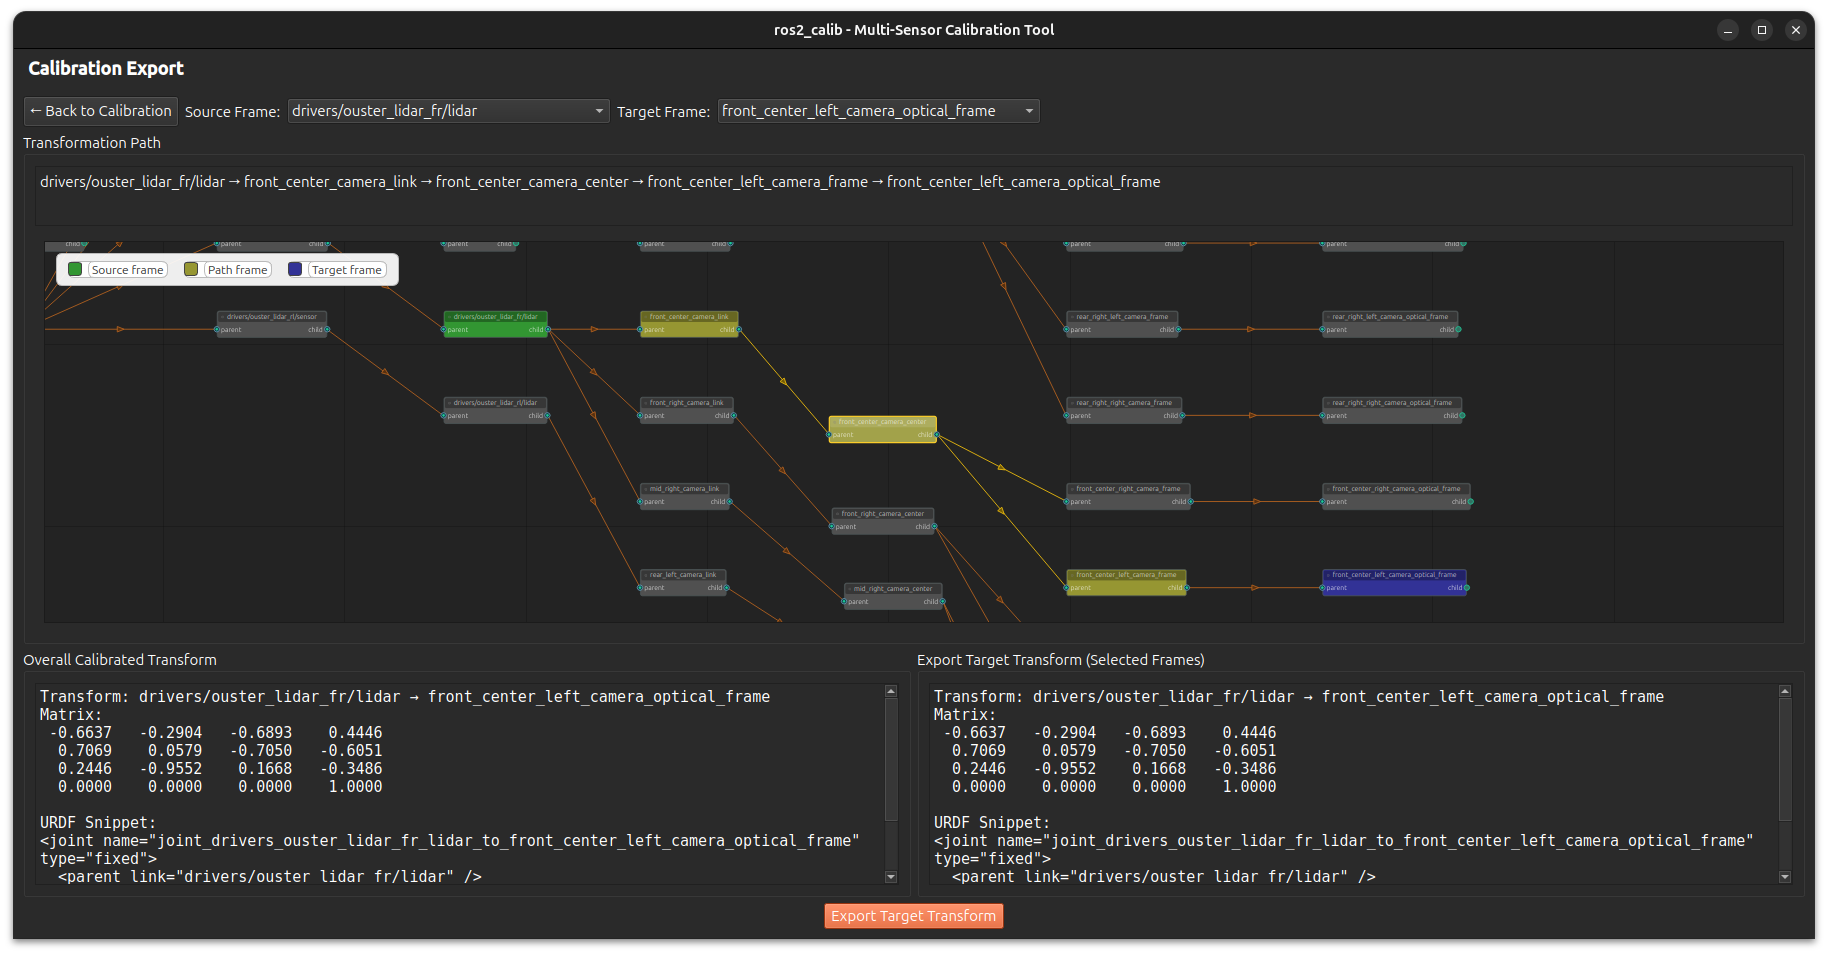 ros2_calib - Multi-Sensor Calibration Tool
Calibration Export
← Back to Calibration Source Frame: drivers/ouster_lidar_fr/lidar Target Frame: front_center_left_camera_optical_frame
Transformation Path
drivers/ouster_lidar_fr/lidar → front_center_camera_link → front_center_camera_center → front_center_left_camera_frame → front_center_left_camera_optical_frame
child parent child parent child parent child parent child parent child
Source frame Path frame Target frame
drivers/ouster_lidar_rl/sensor drivers/ouster_lidar_fr/lidar front_center_camera_link rear_right_left_camera_frame rear_right_left_camera_optical_frame
parent child parent child parent child parent child parent child
drivers/ouster_lidar_rl/lidar front_right_camera_link rear_right_right_camera_frame rear_right_right_camera_optical_frame
parent child parent child parent child parent child
front_center_camera_center
parent child
mid_right_camera_link front_center_right_camera_frame front_center_right_camera_optical_frame
parent child parent child parent child
front_right_camera_center
parent child
rear_left_camera_link front_center_left_camera_frame front_center_left_camera_optical_frame
parent child parent child parent child
mid_right_camera_center
parent child
Overall Calibrated Transform
Transform: drivers/ouster_lidar_fr/lidar → front_center_left_camera_optical_frame
Matrix:
-0.6637 -0.2904 -0.6893 0.4446
0.7069 0.0579 -0.7050 -0.6051
0.2446 -0.9552 0.1668 -0.3486
0.0000 0.0000 0.0000 1.0000
URDF Snippet:
<joint name="joint_drivers_ouster_lidar_fr_lidar_to_front_center_left_camera_optical_frame"
type="fixed">
<parent link="drivers/ouster_lidar_fr/lidar" />
Export Target Transform (Selected Frames)
Transform: drivers/ouster_lidar_fr/lidar → front_center_left_camera_optical_frame
Matrix:
-0.6637 -0.2904 -0.6893 0.4446
0.7069 0.0579 -0.7050 -0.6051
0.2446 -0.9552 0.1668 -0.3486
0.0000 0.0000 0.0000 1.0000
URDF Snippet:
<joint name="joint_drivers_ouster_lidar_fr_lidar_to_front_center_left_camera_optical_frame"
type="fixed">
<parent link="drivers/ouster_lidar_fr/lidar" />
Export Target Transform